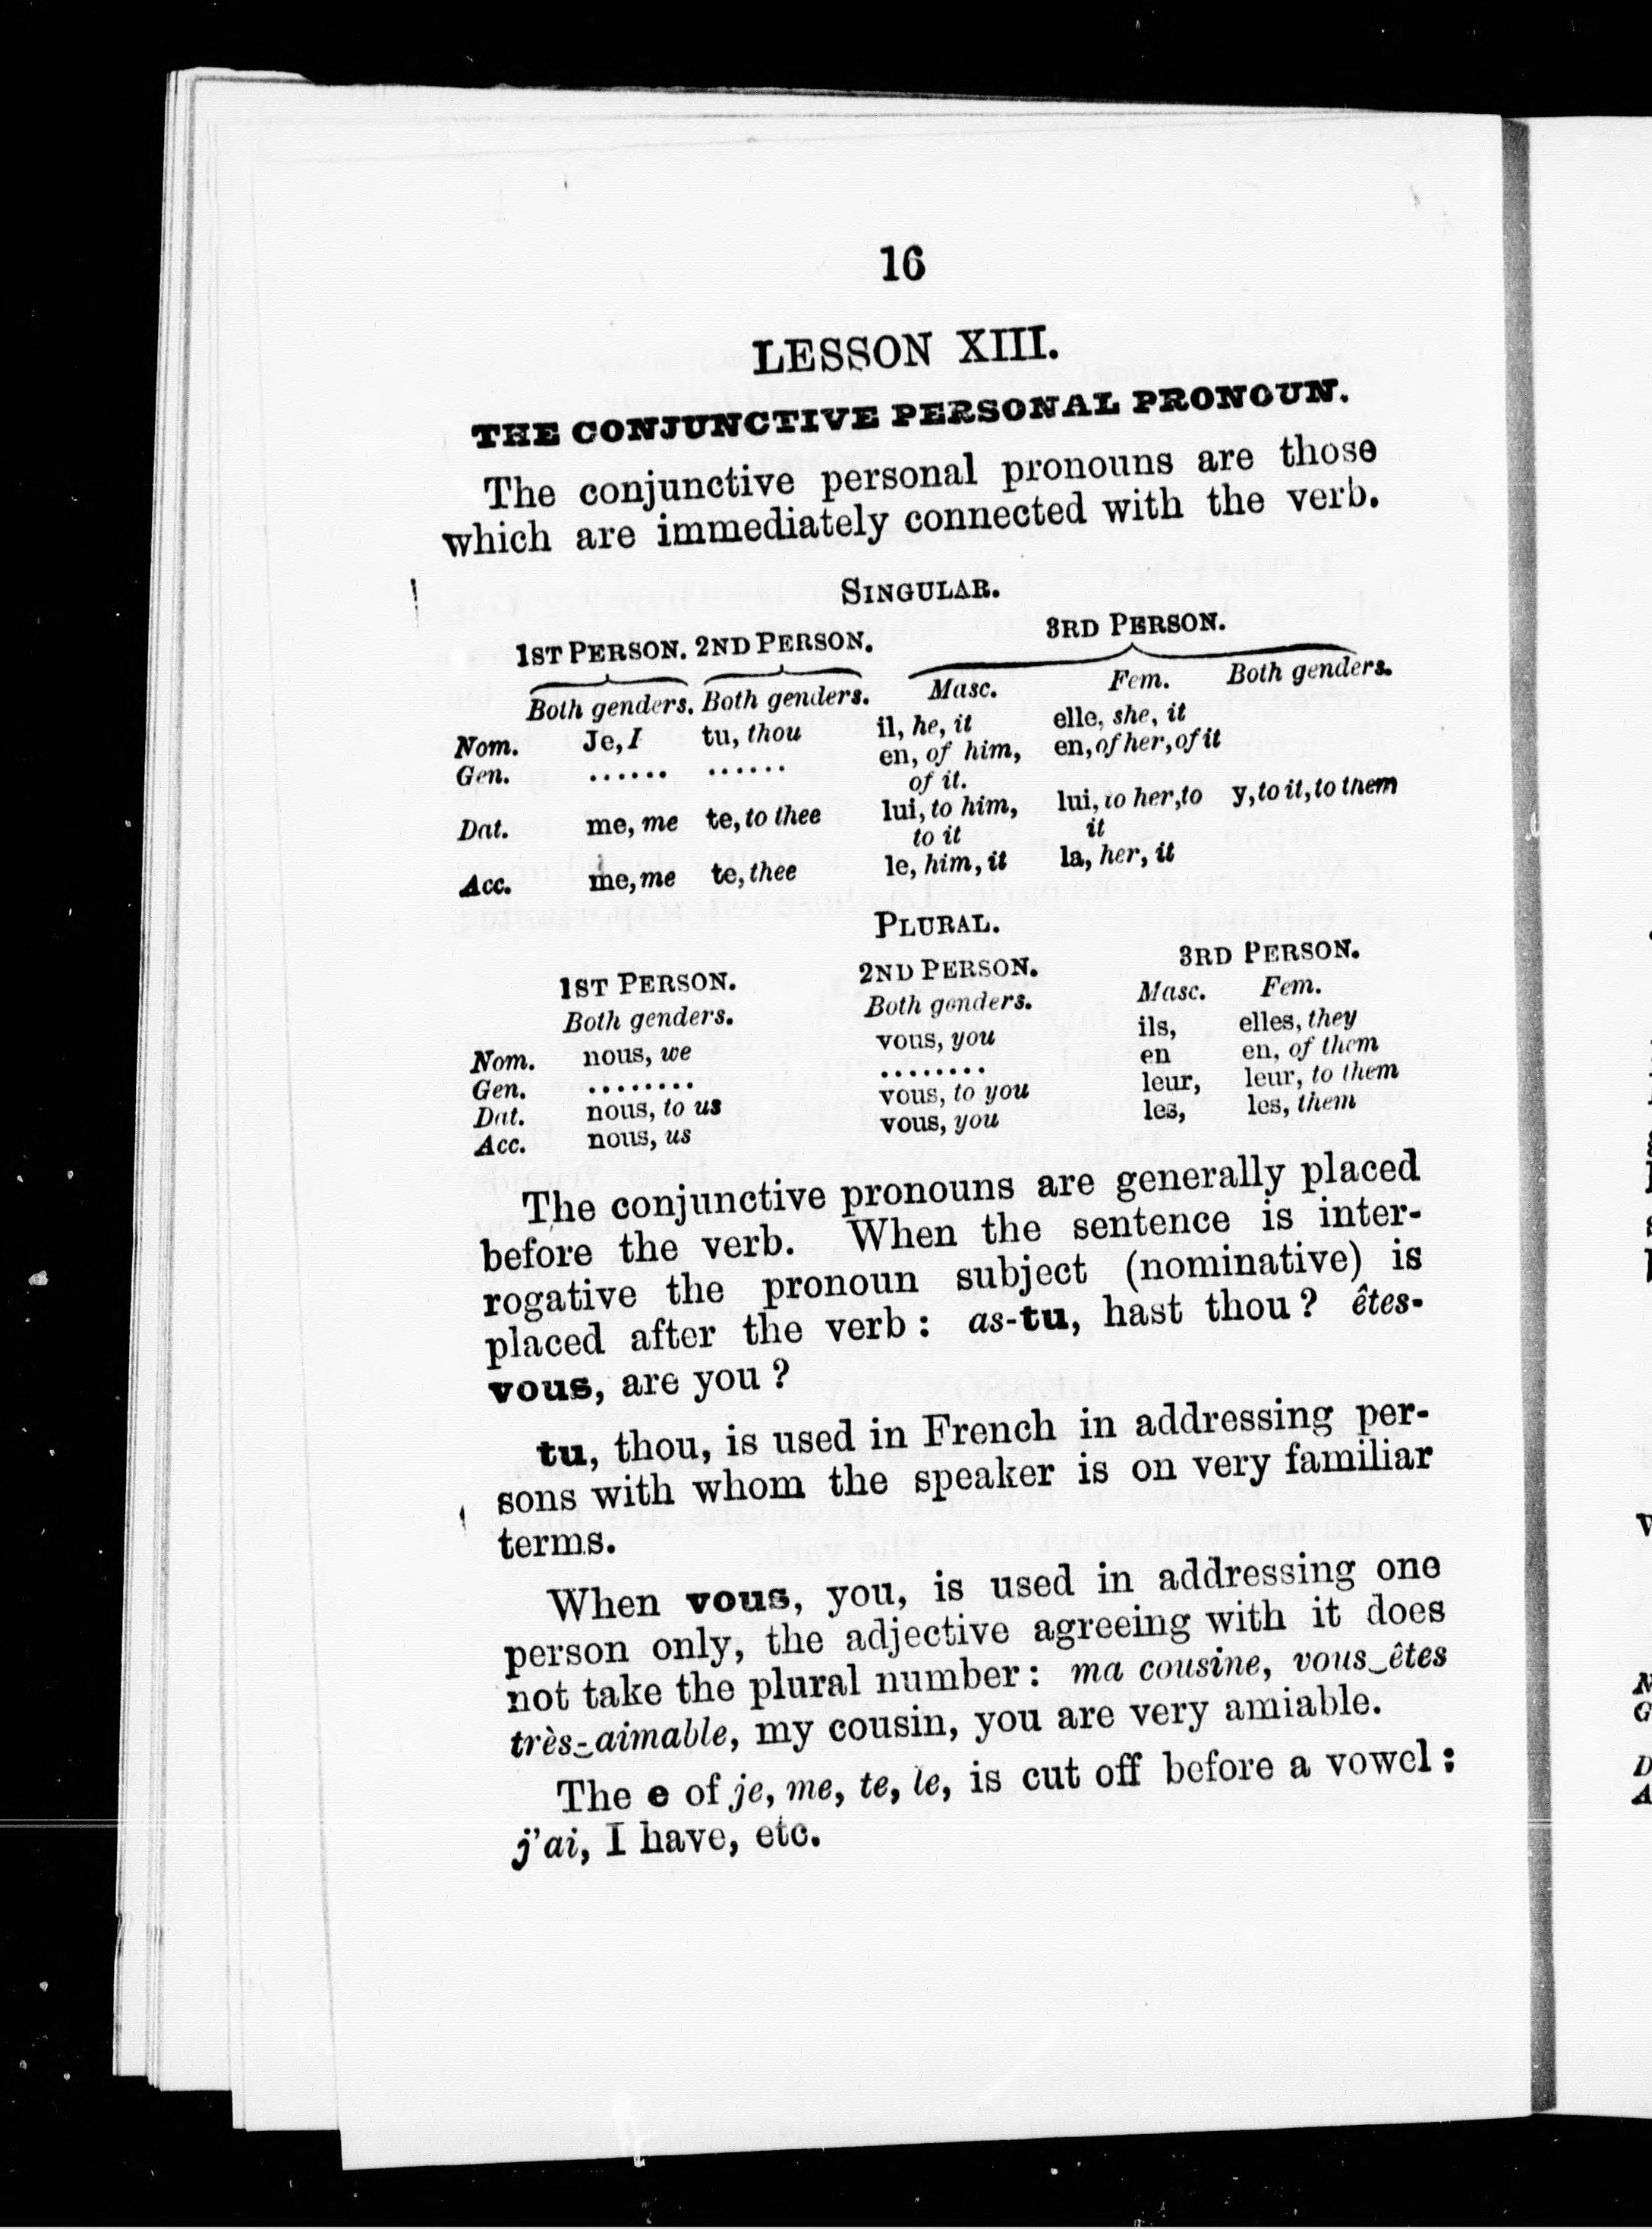 16
LESSON XIII.
THE CONJUNCTIVE PERSONAL PRONOUN.
The conjunctive personal pronouns are those
which are immediately connected with the verb.
SINGULAR.
1ST PERSON. 2ND PERSON. 3RD PERSON.
Both genders. Both genders. Masc. Fem. Both genders.
Nom. Je, I tu, thou il, he, it elle, she, it
Gen. ...... ...... en, of him, en, of her, of it
of it.
Dat. me, me te, to thee lui, to him, lui, to her, to y, to it, to them
to it it
Acc. me, me te, thee le, him, it la, her, it
PLURAL.
1ST PERSON. 2ND PERSON. 3RD PERSON.
Both genders. Both genders. Masc. Fem.
Nom. nous, we vous, you ils, elles, they
Gen. ........ ........ en en, of them
Dat. nous, to us vous, to you leur, leur, to them
Acc. nous, us vous, you les, les, them
The conjunctive pronouns are generally placed
before the verb. When the sentence is inter-
rogative the pronoun subject (nominative) is
placed after the verb : as-tu, hast thou ? êtes-
vous, are you ?
tu, thou, is used in French in addressing per-
sons with whom the speaker is on very familiar
terms.
When vous, you, is used in addressing one
person only, the adjective agreeing with it does
not take the plural number : ma cousine, vous‿êtes
très-‿aimable, my cousin, you are very amiable.
The e of je, me, te, le, is cut off before a vowel :
j'ai, I have, etc.